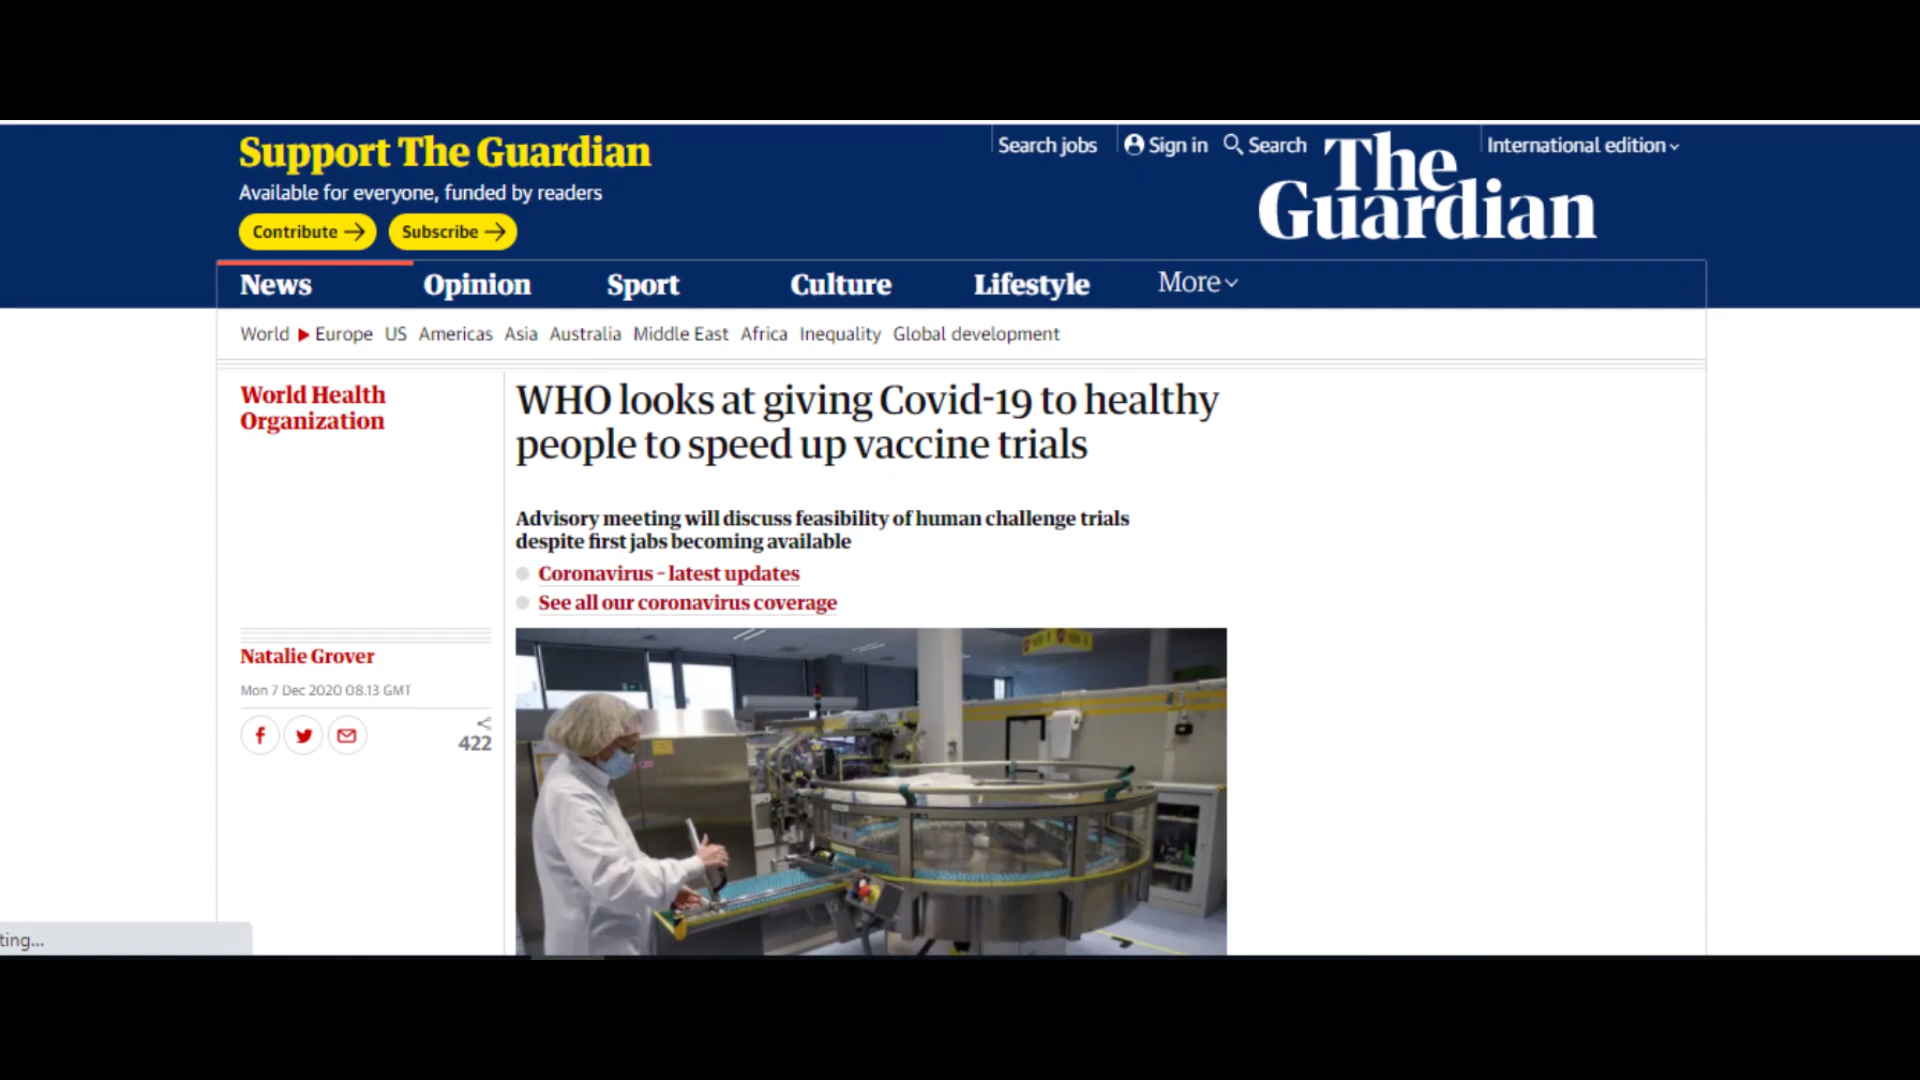 Support The Guardian
Available for everyone, funded by readers
Contribute
Subscribe
Search jobs
Sign in
Search
International edition
The
Guardian
News
Opinion
Sport
Culture
Lifestyle
More
World Europe US Americas Asia Australia Middle East Africa Inequality Global development
World Health
Organization
WHO looks at giving Covid-19 to healthy
people to speed up vaccine trials
Advisory meeting will discuss feasibility of human challenge trials
despite first jabs becoming available
Coronavirus - latest updates
See all our coronavirus coverage
Natalie Grover
Mon 7 Dec 2020 08.13 GMT
422
ting...